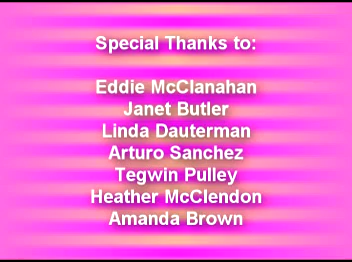 Special Thanks to:
Eddie McClanahan
Janet Butler
Linda Dauterman
Arturo Sanchez
Tegwin Pulley
Heather McClendon
Amanda Brown